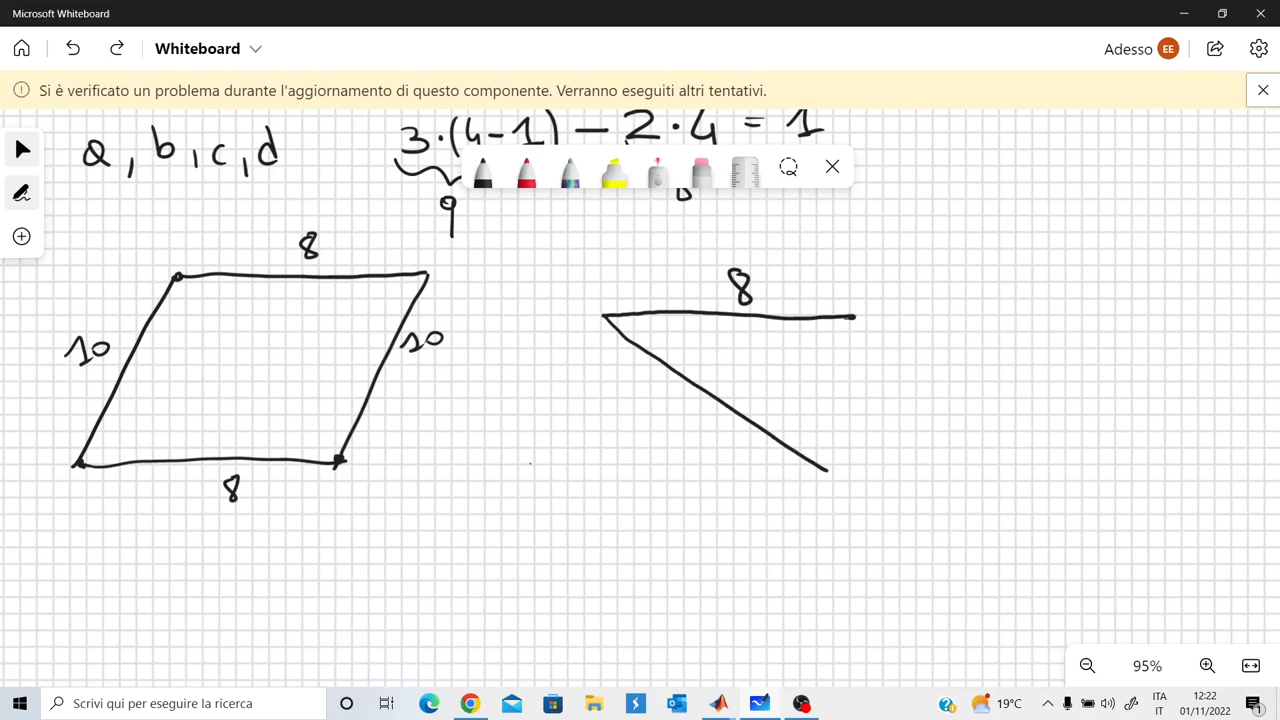 Microsoft Whiteboard
Whiteboard
Adesso EE
Si è verificato un problema durante l'aggiornamento di questo componente. Verranno eseguiti altri tentativi.
a, b, c, d
3·(4-1) - 2·4 = 1
9
8
8
10
10
8
95%
Scrivi qui per eseguire la ricerca
19°C
ITA
IT
12:22
01/11/2022
1